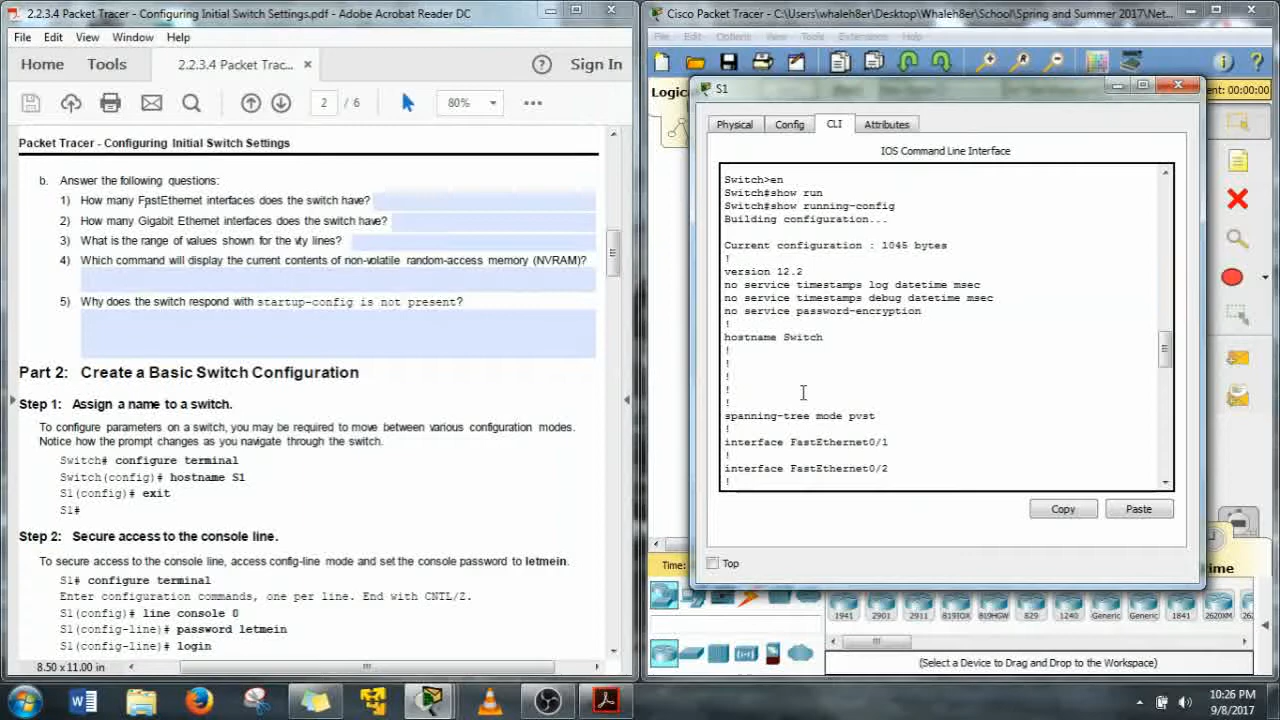 2.2.3.4 Packet Tracer - Configuring Initial Switch Settings.pdf - Adobe Acrobat Reader DC
File Edit View Window Help
Home Tools 2.2.3.4 Packet Trac... × Sign In
2 / 6 80%
Packet Tracer - Configuring Initial Switch Settings
b. Answer the following questions:
1) How many FastEthernet interfaces does the switch have?
2) How many Gigabit Ethernet interfaces does the switch have?
3) What is the range of values shown for the vty lines?
4) Which command will display the current contents of non-volatile random-access memory (NVRAM)?
5) Why does the switch respond with startup-config is not present?
Part 2: Create a Basic Switch Configuration
Step 1: Assign a name to a switch.
To configure parameters on a switch, you may be required to move between various configuration modes.
Notice how the prompt changes as you navigate through the switch.
Switch# configure terminal
Switch(config)# hostname S1
S1(config)# exit
S1#
Step 2: Secure access to the console line.
To secure access to the console line, access config-line mode and set the console password to letmein.
S1# configure terminal
Enter configuration commands, one per line. End with CNTL/Z.
S1(config)# line console 0
S1(config-line)# password letmein
S1(config-line)# login
8.50 x 11.00 in
Cisco Packet Tracer - C:\Users\whaleh8er\Desktop\Whaleh8er\School\Spring and Summer 2017\Net...
File Edit Options View Tools Extensions Help
Logic
ent: 00:00:00
S1
Physical Config CLI Attributes
IOS Command Line Interface
Switch>en
Switch#show run
Switch#show running-config
Building configuration...
Current configuration : 1045 bytes
!
version 12.2
no service timestamps log datetime msec
no service timestamps debug datetime msec
no service password-encryption
!
hostname Switch
!
!
!
!
!
spanning-tree mode pvst
!
interface FastEthernet0/1
!
interface FastEthernet0/2
!
Copy Paste
Top
Time:
ime
1941 2901 2911 819IOX 819HGW 829 1240 Generic Generic 1841 2620XM 262
(Select a Device to Drag and Drop to the Workspace)
10:26 PM
9/8/2017